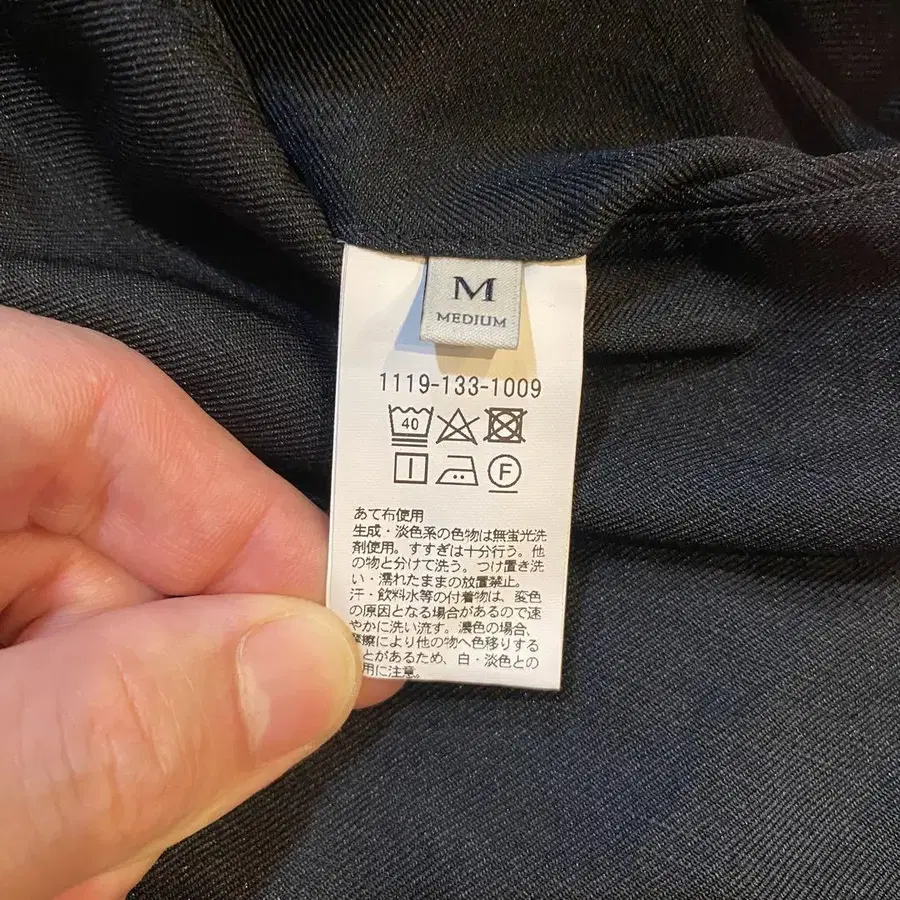 M
MEDIUM
1119-133-1009
40
F
あて布使用
生成・淡色系の色物は無蛍光洗
剤使用。すすぎは十分行う。他
の物と分けて洗う。つけ置き洗
い・濡れたままの放置禁止。
汗・飲料水等の付着物は、変色
の原因となる場合があるので速
やかに洗い流す。濃色の場合、
擦により他の物へ色移りする
とがあるため、白・淡色との
用に注意。